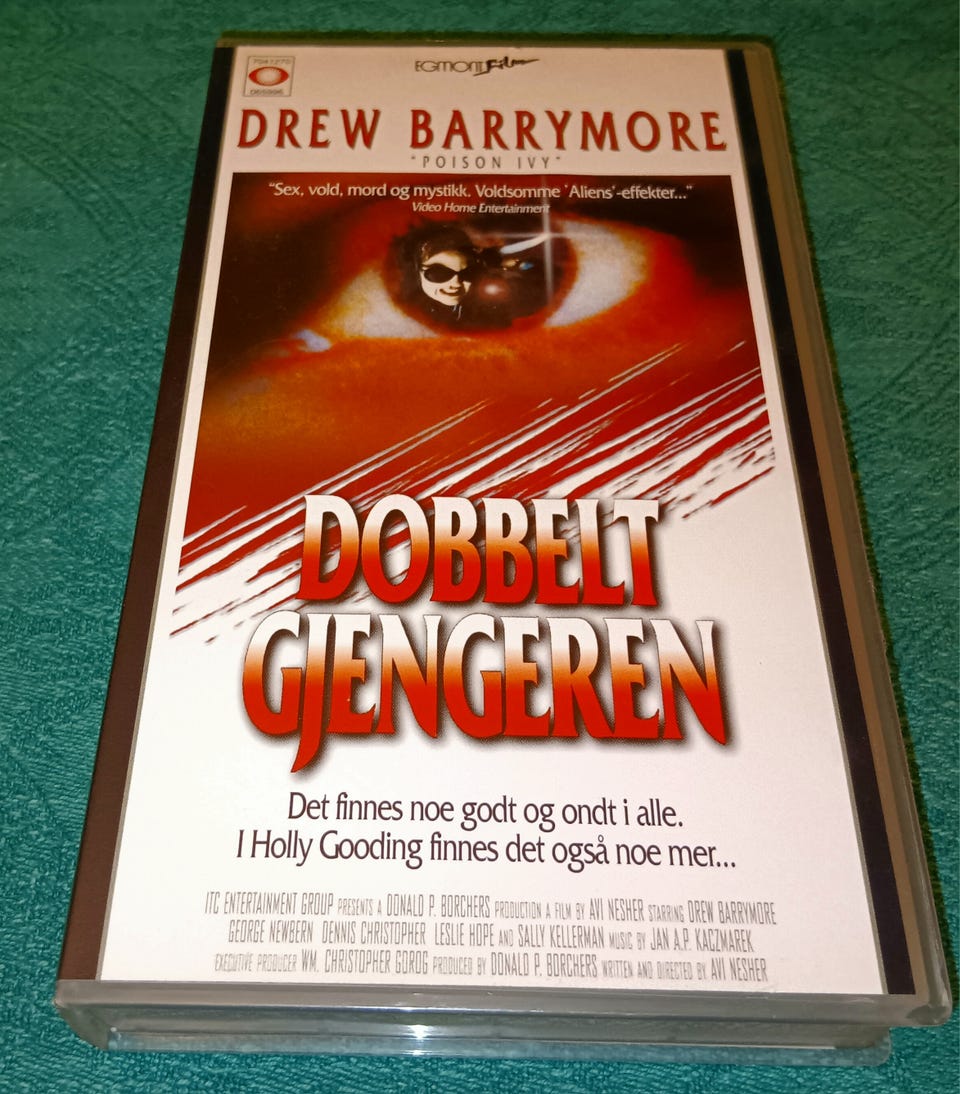 EGMONT Film
DREW BARRYMORE
"POISON IVY"
"Sex, vold, mord og mystikk. Voldsomme 'Aliens'-effekter..."
Video Home Entertainment
DOBBELT
GJENGEREN
Det finnes noe godt og ondt i alle.
I Holly Gooding finnes det også noe mer...
ITC ENTERTAINMENT GROUP PRESENTS A DONALD P. BORCHERS PRODUCTION A FILM BY AVI NESHER STARRING DREW BARRYMORE
GEORGE NEWBERN DENNIS CHRISTOPHER LESLIE HOPE AND SALLY KELLERMAN MUSIC BY JAN A.P. KACZMAREK
EXECUTIVE PRODUCER WM. CHRISTOPHER GOROG PRODUCED BY DONALD P. BORCHERS WRITTEN AND DIRECTED BY AVI NESHER